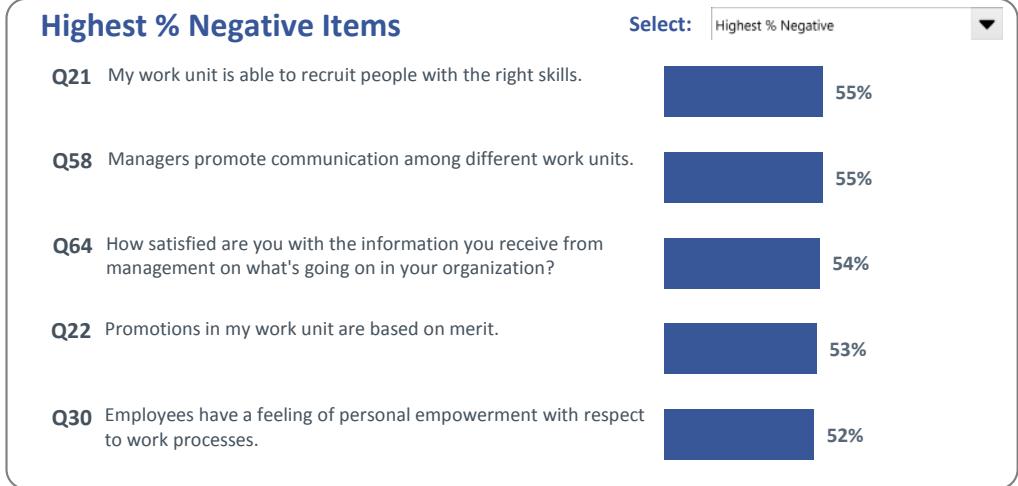 Highest % Negative Items
Select: Highest % Negative
Q21 My work unit is able to recruit people with the right skills. 55%
Q58 Managers promote communication among different work units. 55%
Q64 How satisfied are you with the information you receive from
management on what's going on in your organization? 54%
Q22 Promotions in my work unit are based on merit. 53%
Q30 Employees have a feeling of personal empowerment with respect
to work processes. 52%